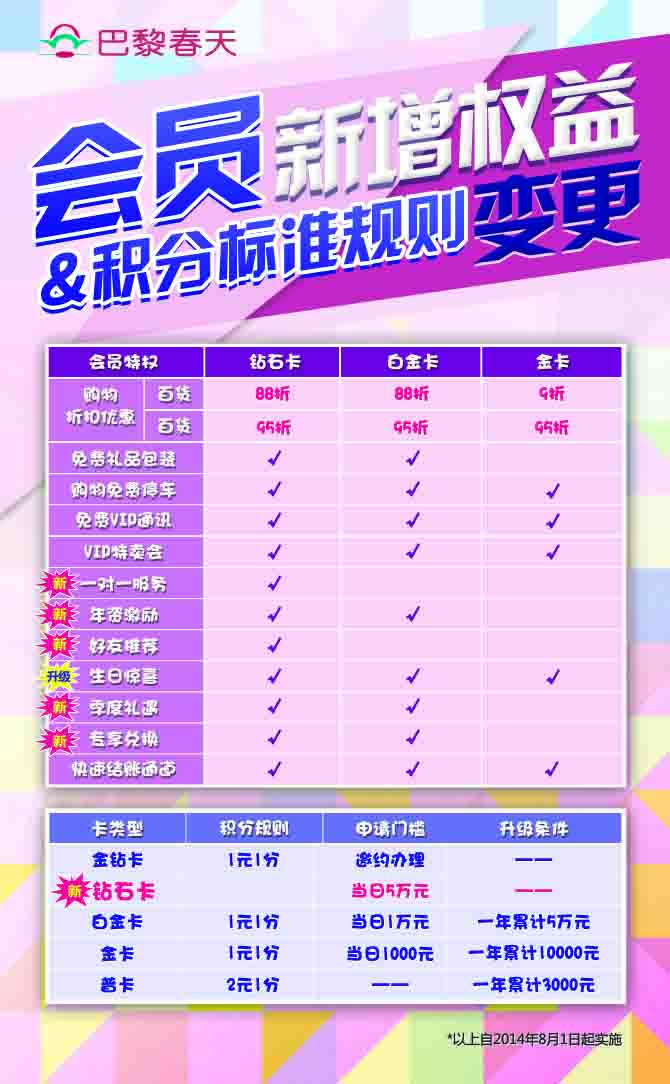 巴黎春天
会员新增权益
&积分标准规则变更
会员特权 钻石卡 白金卡 金卡
购物折扣优惠 百货 88折 88折 9折
百货 95折 95折 95折
免费礼品包装 √ √
购物免费停车 √ √ √
免费VIP通讯 √ √ √
VIP特卖会 √ √ √
新 一对一服务 √
新 年资激励 √ √
新 好友推荐 √
升级 生日惊喜 √ √ √
新 季度礼遇 √ √
新 专享兑换 √ √
快速结账通道 √ √ √
卡类型 积分规则 申请门槛 升级条件
金钻卡 1元1分 邀约办理 ——
新 钻石卡 当日5万元 ——
白金卡 1元1分 当日1万元 一年累计5万元
金卡 1元1分 当日1000元 一年累计10000元
普卡 2元1分 —— 一年累计3000元
*以上自2014年8月1日起实施